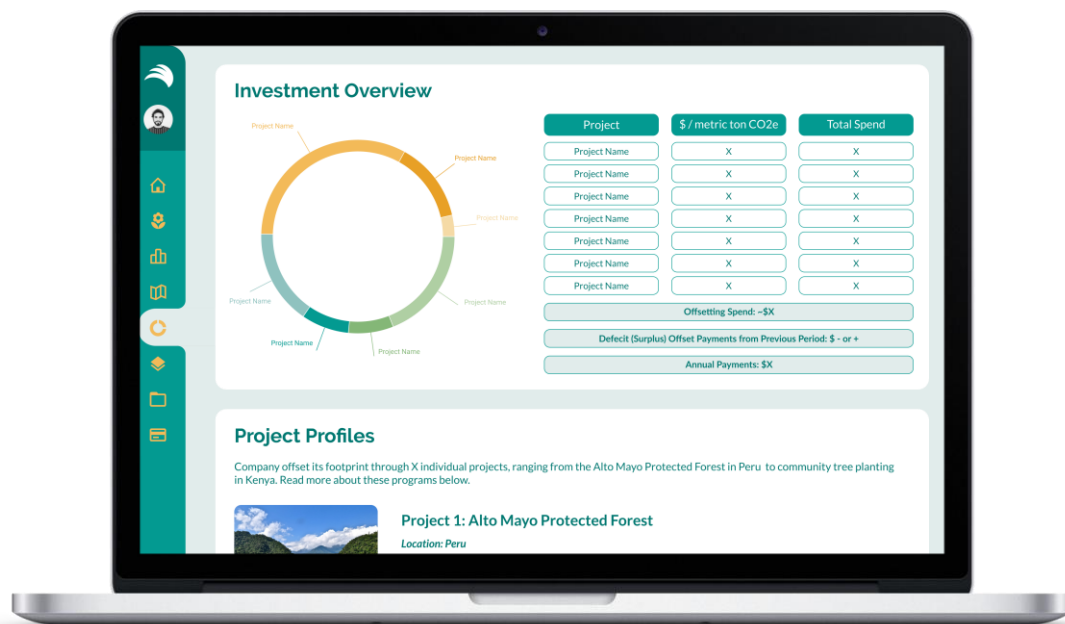 Investment Overview
Project Name
Project Name
Project Name
Project Name
Project Name
Project Name
Project Name
Project $ / metric ton CO2e Total Spend
Project Name X X
Project Name X X
Project Name X X
Project Name X X
Project Name X X
Project Name X X
Project Name X X
Offsetting Spend: ~$X
Defecit (Surplus) Offset Payments from Previous Period: $ - or +
Annual Payments: $X
Project Profiles
Company offset its footprint through X individual projects, ranging from the Alto Mayo Protected Forest in Peru to community tree planting
in Kenya. Read more about these programs below.
Project 1: Alto Mayo Protected Forest
Location: Peru